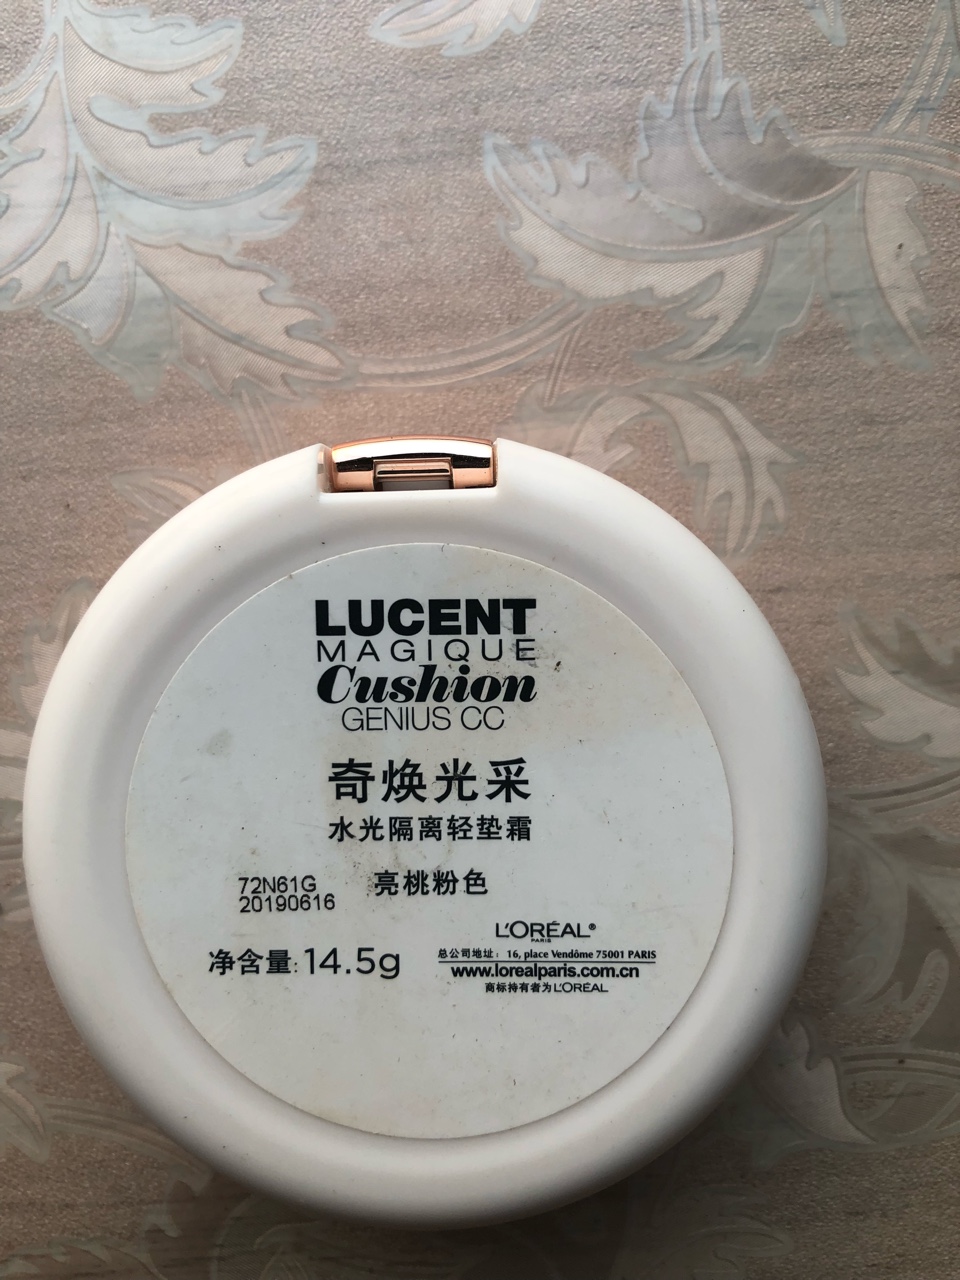 LUCENT
MAGIQUE
Cushion
GENIUS CC
奇焕光采
水光隔离轻垫霜
72N61G
20190616
亮桃粉色
净含量:14.5g
L'ORÉAL®
PARIS
总公司地址：16, place Vendôme 75001 PARIS
www.lorealparis.com.cn
商标持有者为L'ORÉAL